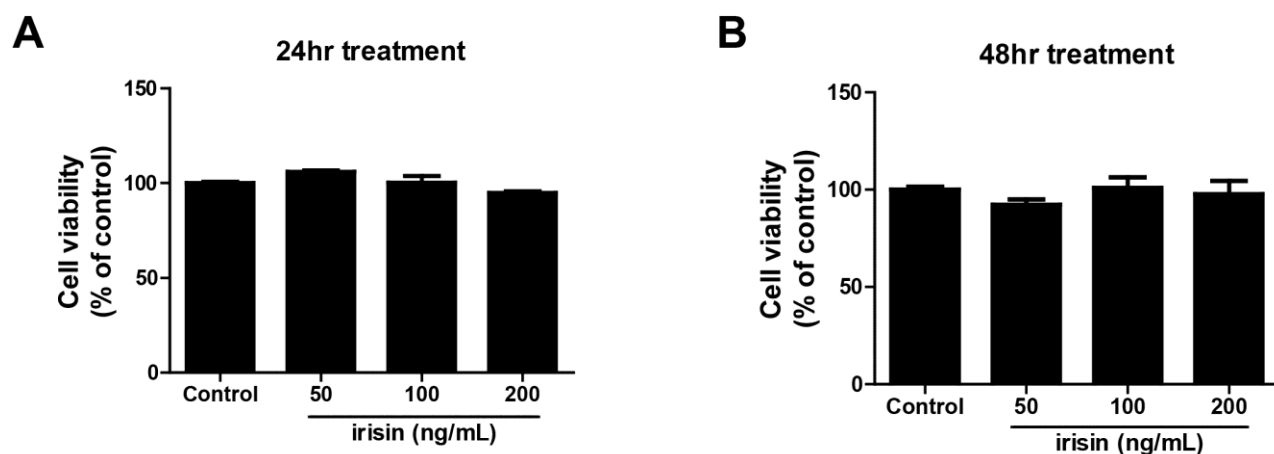 A
24hr treatment
Cell viability
(% of control)
150
100
50
0
Control 50 100 200
irisin (ng/mL)
B
48hr treatment
Cell viability
(% of control)
150
100
50
0
Control 50 100 200
irisin (ng/mL)